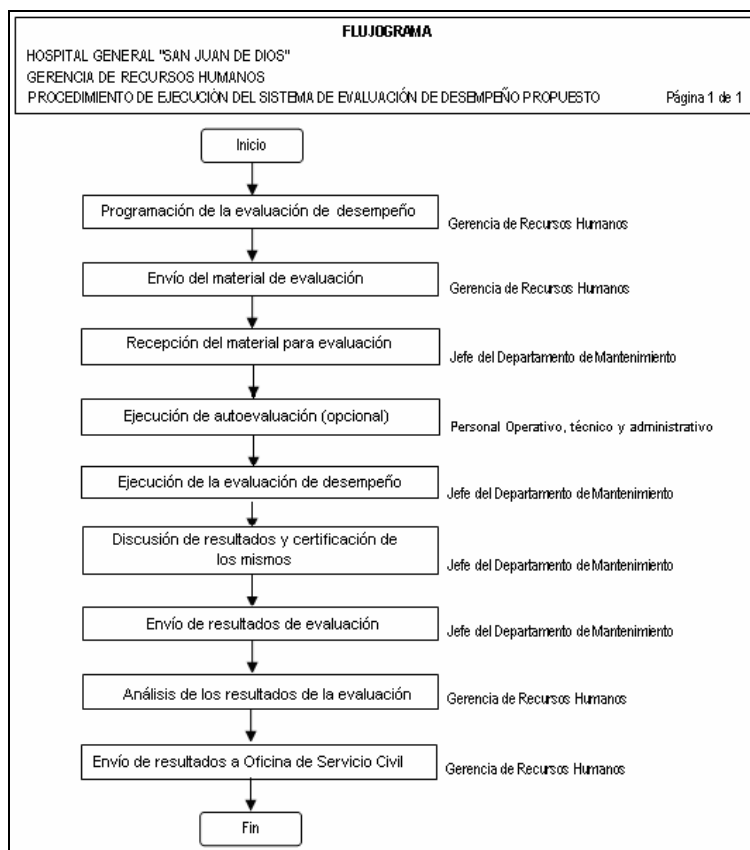 FLUJOGRAMA
HOSPITAL GENERAL "SAN JUAN DE DIOS"
GERENCIA DE RECURSOS HUMANOS
PROCEDIMIENTO DE EJECUCIÓN DEL SISTEMA DE EVALUACIÓN DE DESEMPEÑO PROPUESTO Página 1 de 1
Inicio
Programación de la evaluación de desempeño
Gerencia de Recursos Humanos
Envío del material de evaluación
Gerencia de Recursos Humanos
Recepción del material para evaluación
Jefe del Departamento de Mantenimiento
Ejecución de autoevaluación (opcional)
Personal Operativo, técnico y administrativo
Ejecución de la evaluación de desempeño
Jefe del Departamento de Mantenimiento
Discusión de resultados y certificación de
los mismos
Jefe del Departamento de Mantenimiento
Envío de resultados de evaluación
Jefe del Departamento de Mantenimiento
Análisis de los resultados de la evaluación
Gerencia de Recursos Humanos
Envío de resultados a Oficina de Servicio Civil
Gerencia de Recursos Humanos
Fin